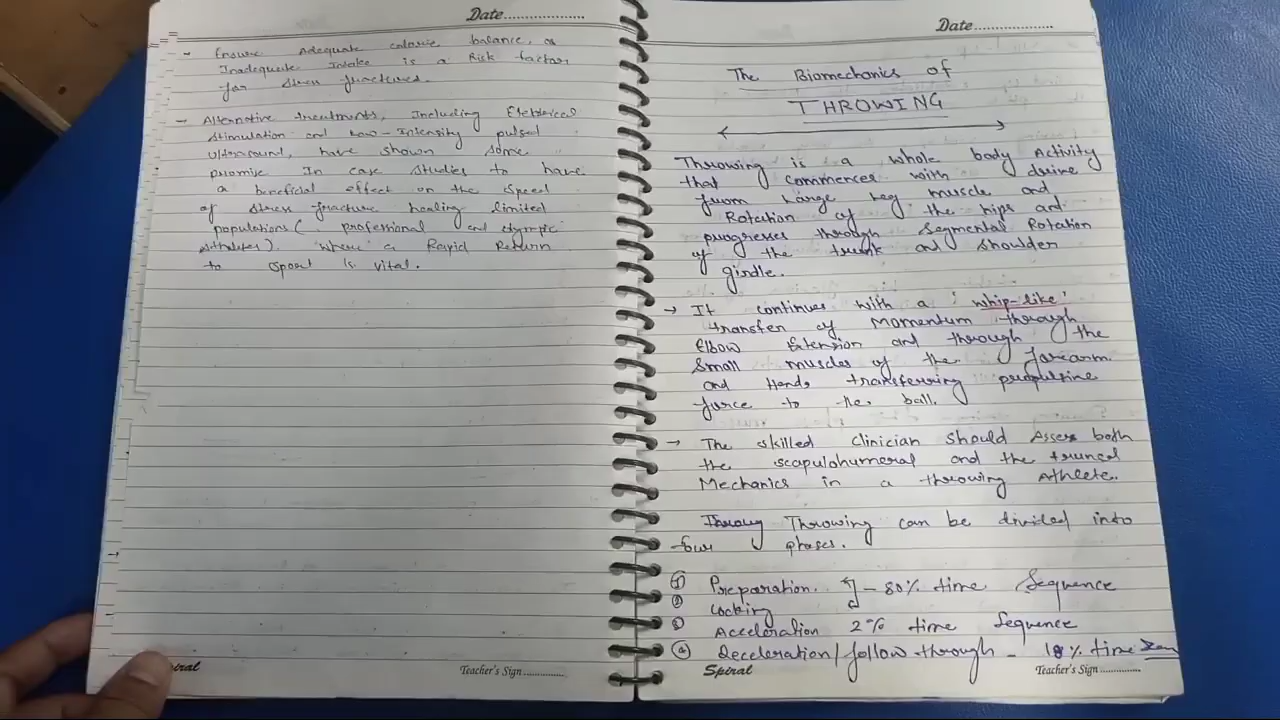 Date..................
- Ensure Adequate calorie balance, as
Inadequate Intake is a Risk factor
for stress fractures.
- Alternative treatments, Including Eletrical
stimulation and Low-Intensity pulsed
ultrasound, have shown some
promise In case studies to have
a beneficial effect on the speed
of stress fracture healing limited
populations ( professional and olympic
athletes). Where a Rapid Return
to sport is vital.
Spiral
Teacher's Sign..............
Date..................
The Biomechanics of
THROWING
Throwing is a whole body Activity
that commences with drive
from Large leg muscle and
Rotation of the hips and
progresses through Segmental Rotation
of the trunk and shoulder
girdle.
→ It continues with a 'whip-like'
transfer of Momentum through
Elbow Extension and through the
Small muscles of the forearm
and Hands transferring propulsive
force to the ball.
→ The skilled Clinician should Assess both
the scapulohumeral and the truncal
Mechanics in a throwing Athlete.
Throwing can be divided into
four phases.
① Preparation. } - 80% time Sequence
② Cocking
③ Acceleration 2% time Sequence
④ Deceleration/follow through - 18% time
Spiral
Teacher's Sign..............